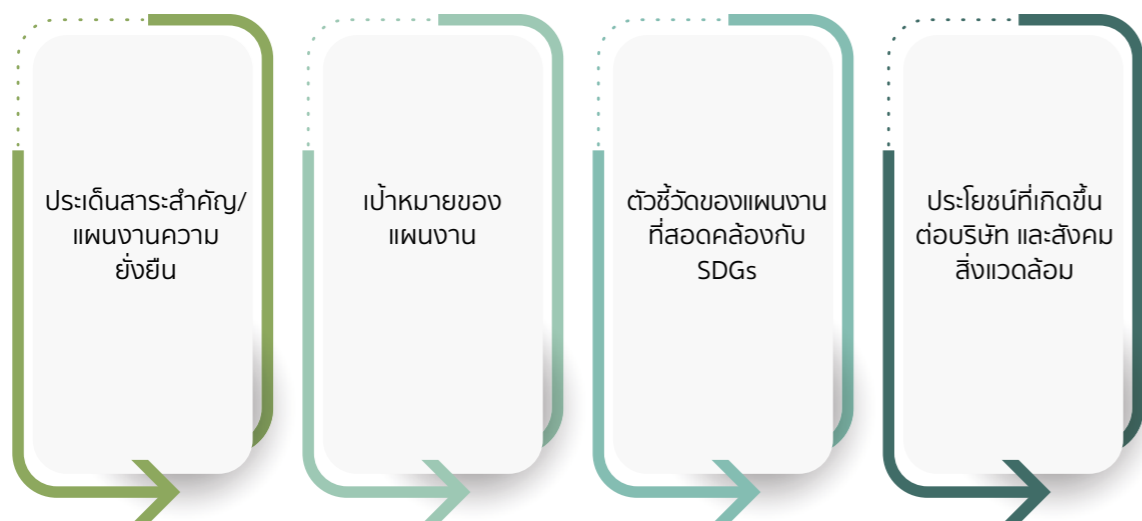 ประเด็นสาระสำคัญ/
แผนงานความ
ยั่งยืน
เป้าหมายของ
แผนงาน
ตัวชี้วัดของแผนงาน
ที่สอดคล้องกับ
SDGs
ประโยชน์ที่เกิดขึ้น
ต่อบริษัท และสังคม
สิ่งแวดล้อม